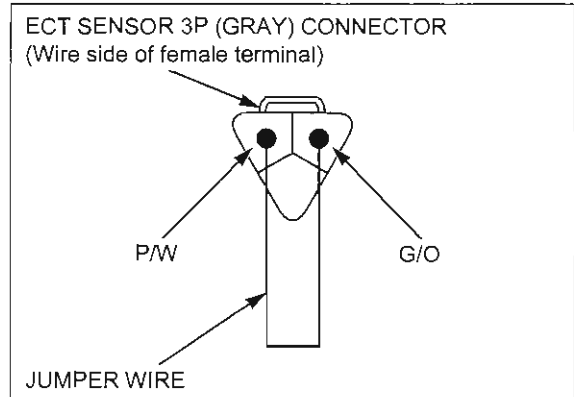 ECT SENSOR 3P (GRAY) CONNECTOR
(Wire side of female terminal)
P/W
G/O
JUMPER WIRE